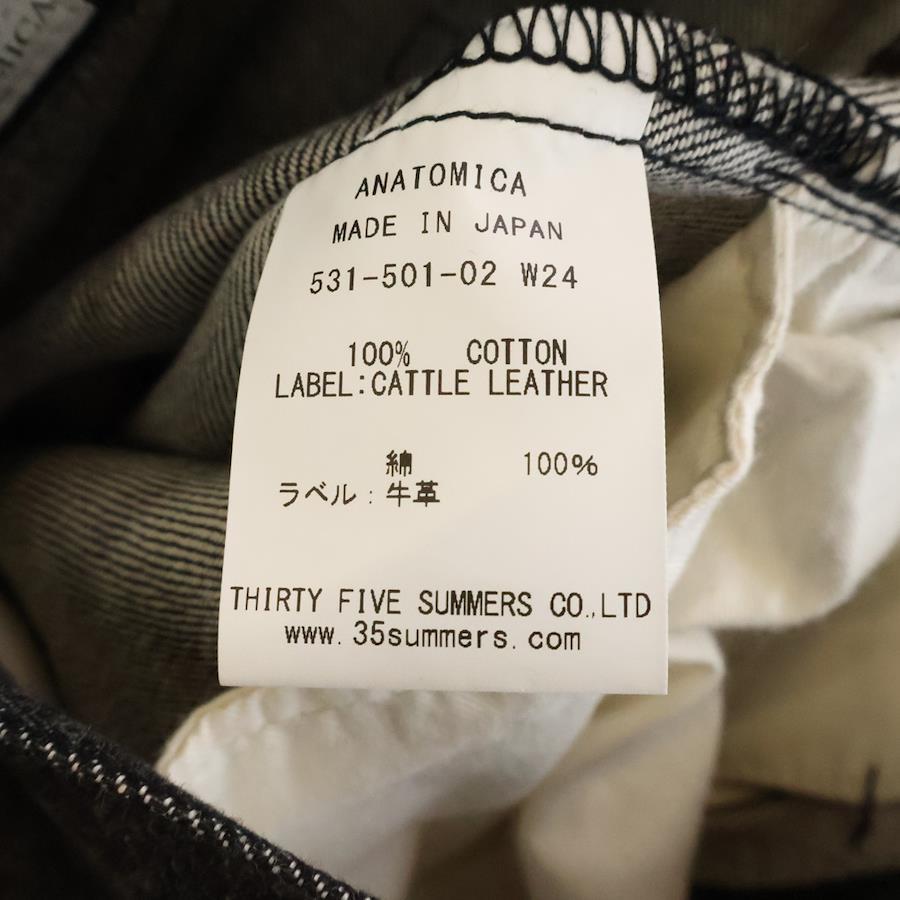 ANATOMICA
MADE IN JAPAN
531-501-02 W24
100% COTTON
LABEL:CATTLE LEATHER
綿 100%
ラベル：牛革
THIRTY FIVE SUMMERS CO.,LTD
www.35summers.com